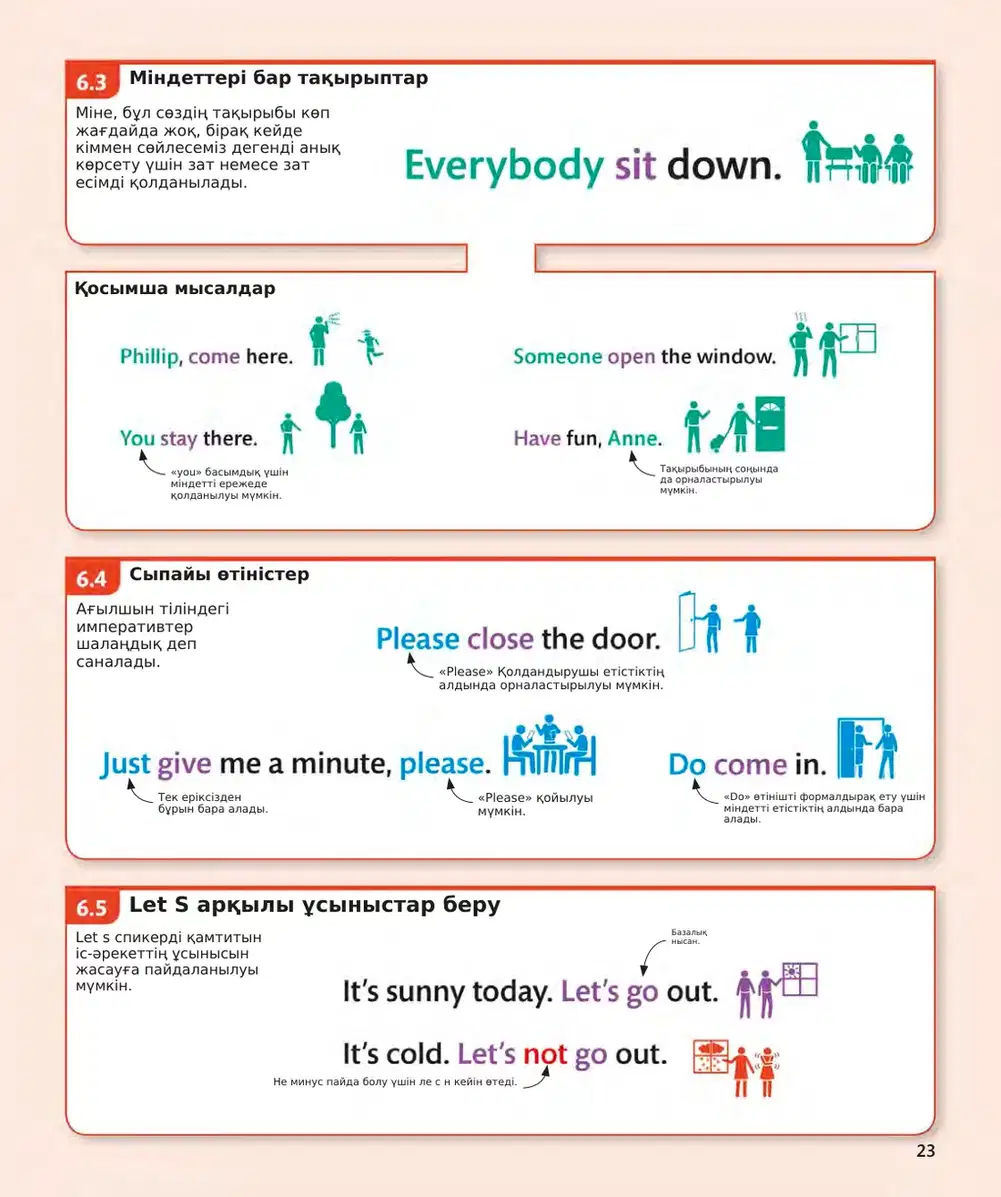 6.3 Міндеттері бар тақырыптар
Міне, бұл сөздің тақырыбы көп
жағдайда жоқ, бірақ кейде
кіммен сөйлесеміз дегенді анық
көрсету үшін зат немесе зат
есімді қолданылады.
Everybody sit down.
Қосымша мысалдар
Phillip, come here.
Someone open the window.
You stay there.
«you» басымдық үшін
міндетті ережеде
қолданылуы мүмкін.
Have fun, Anne.
Тақырыбының соңында
да орналастырылуы
мүмкін.
6.4 Сыпайы өтіністер
Ағылшын тіліндегі
императивтер
шалаңдық деп
саналады.
Please close the door.
«Please» Қолдандырушы етістіктің
алдында орналастырылуы мүмкін.
Just give me a minute, please.
Тек еріксізден
бұрын бара алады.
«Please» қойылуы
мүмкін.
Do come in.
«Do» өтінішті формалдырақ ету үшін
міндетті етістіктің алдында бара
алады.
6.5 Let S арқылы ұсыныстар беру
Let s спикерді қамтитын
іс-әрекеттің ұсынысын
жасауға пайдаланылуы
мүмкін.
Базалық
нысан.
It's sunny today. Let's go out.
It's cold. Let's not go out.
Не минус пайда болу үшін ле с н кейін өтеді.
23